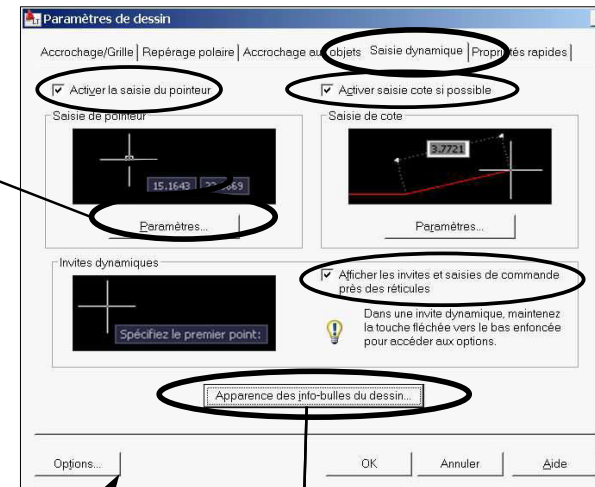 Paramètres de dessin
Accrochage/Grille Repérage polaire Accrochage aux objets Saisie dynamique Propriétés rapides
Activer la saisie du pointeur Activer saisie cote si possible
Saisie de pointeur Saisie de cote
3.7721
15.1643
Paramètres... Paramètres...
Invites dynamiques
Afficher les invites et saisies de commande
près des réticules
Spécifiez le premier point:
Dans une invite dynamique, maintenez
la touche fléchée vers le bas enfoncée
pour accéder aux options.
Apparence des info-bulles du dessin...
Options... OK Annuler Aide